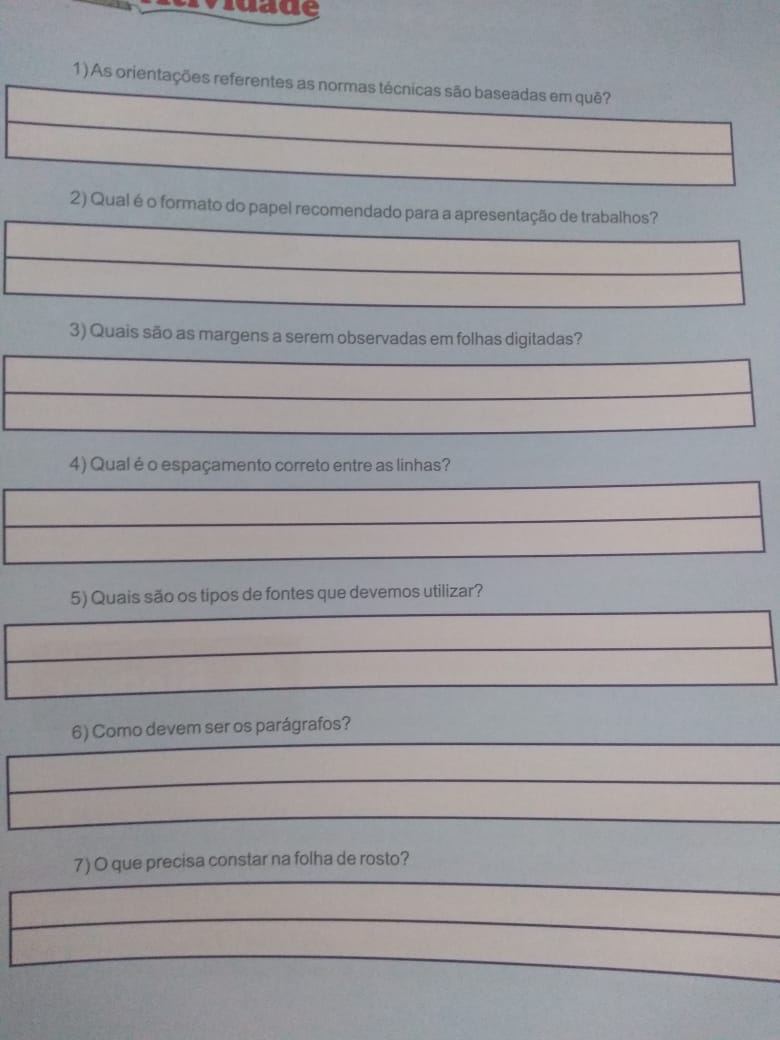 1) As orientações referentes as normas técnicas são baseadas em quê?
2) Qual é o formato do papel recomendado para a apresentação de trabalhos?
3) Quais são as margens a serem observadas em folhas digitadas?
4) Qual é o espaçamento correto entre as linhas?
5) Quais são os tipos de fontes que devemos utilizar?
6) Como devem ser os parágrafos?
7) O que precisa constar na folha de rosto?